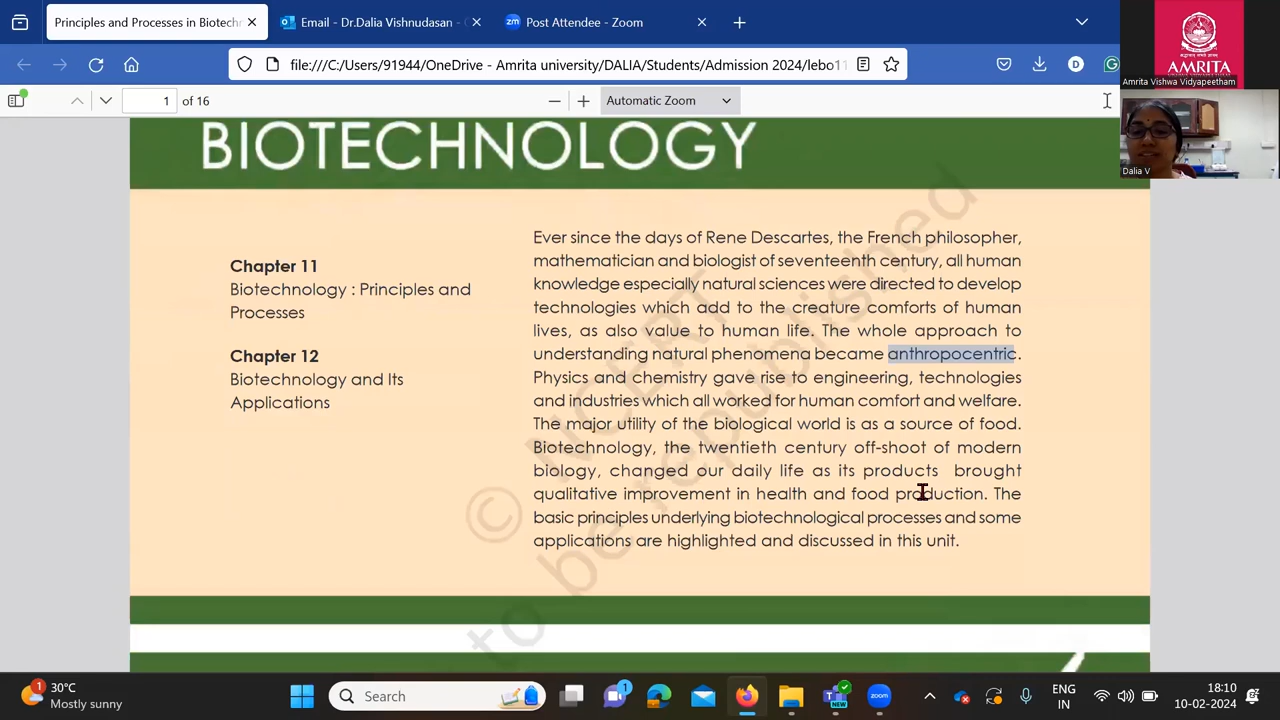 Principles and Processes in Biotech
Email - Dr.Dalia Vishnudasan -
Post Attendee - Zoom
file:///C:/Users/91944/OneDrive - Amrita university/DALIA/Students/Admission 2024/lebo11
D
1 of 16
Automatic Zoom
AMRITA
Amrita Vishwa Vidyapeetham
Dalia V
BIOTECHNOLOGY
Chapter 11
Biotechnology : Principles and
Processes
Chapter 12
Biotechnology and Its
Applications
Ever since the days of Rene Descartes, the French philosopher,
mathematician and biologist of seventeenth century, all human
knowledge especially natural sciences were directed to develop
technologies which add to the creature comforts of human
lives, as also value to human life. The whole approach to
understanding natural phenomena became anthropocentric.
Physics and chemistry gave rise to engineering, technologies
and industries which all worked for human comfort and welfare.
The major utility of the biological world is as a source of food.
Biotechnology, the twentieth century off-shoot of modern
biology, changed our daily life as its products brought
qualitative improvement in health and food production. The
basic principles underlying biotechnological processes and some
applications are highlighted and discussed in this unit.
© NCERT
to be republished
1
30°C
Mostly sunny
Search
1
NEW
zoom
ENG
IN
18:10
10-02-2024